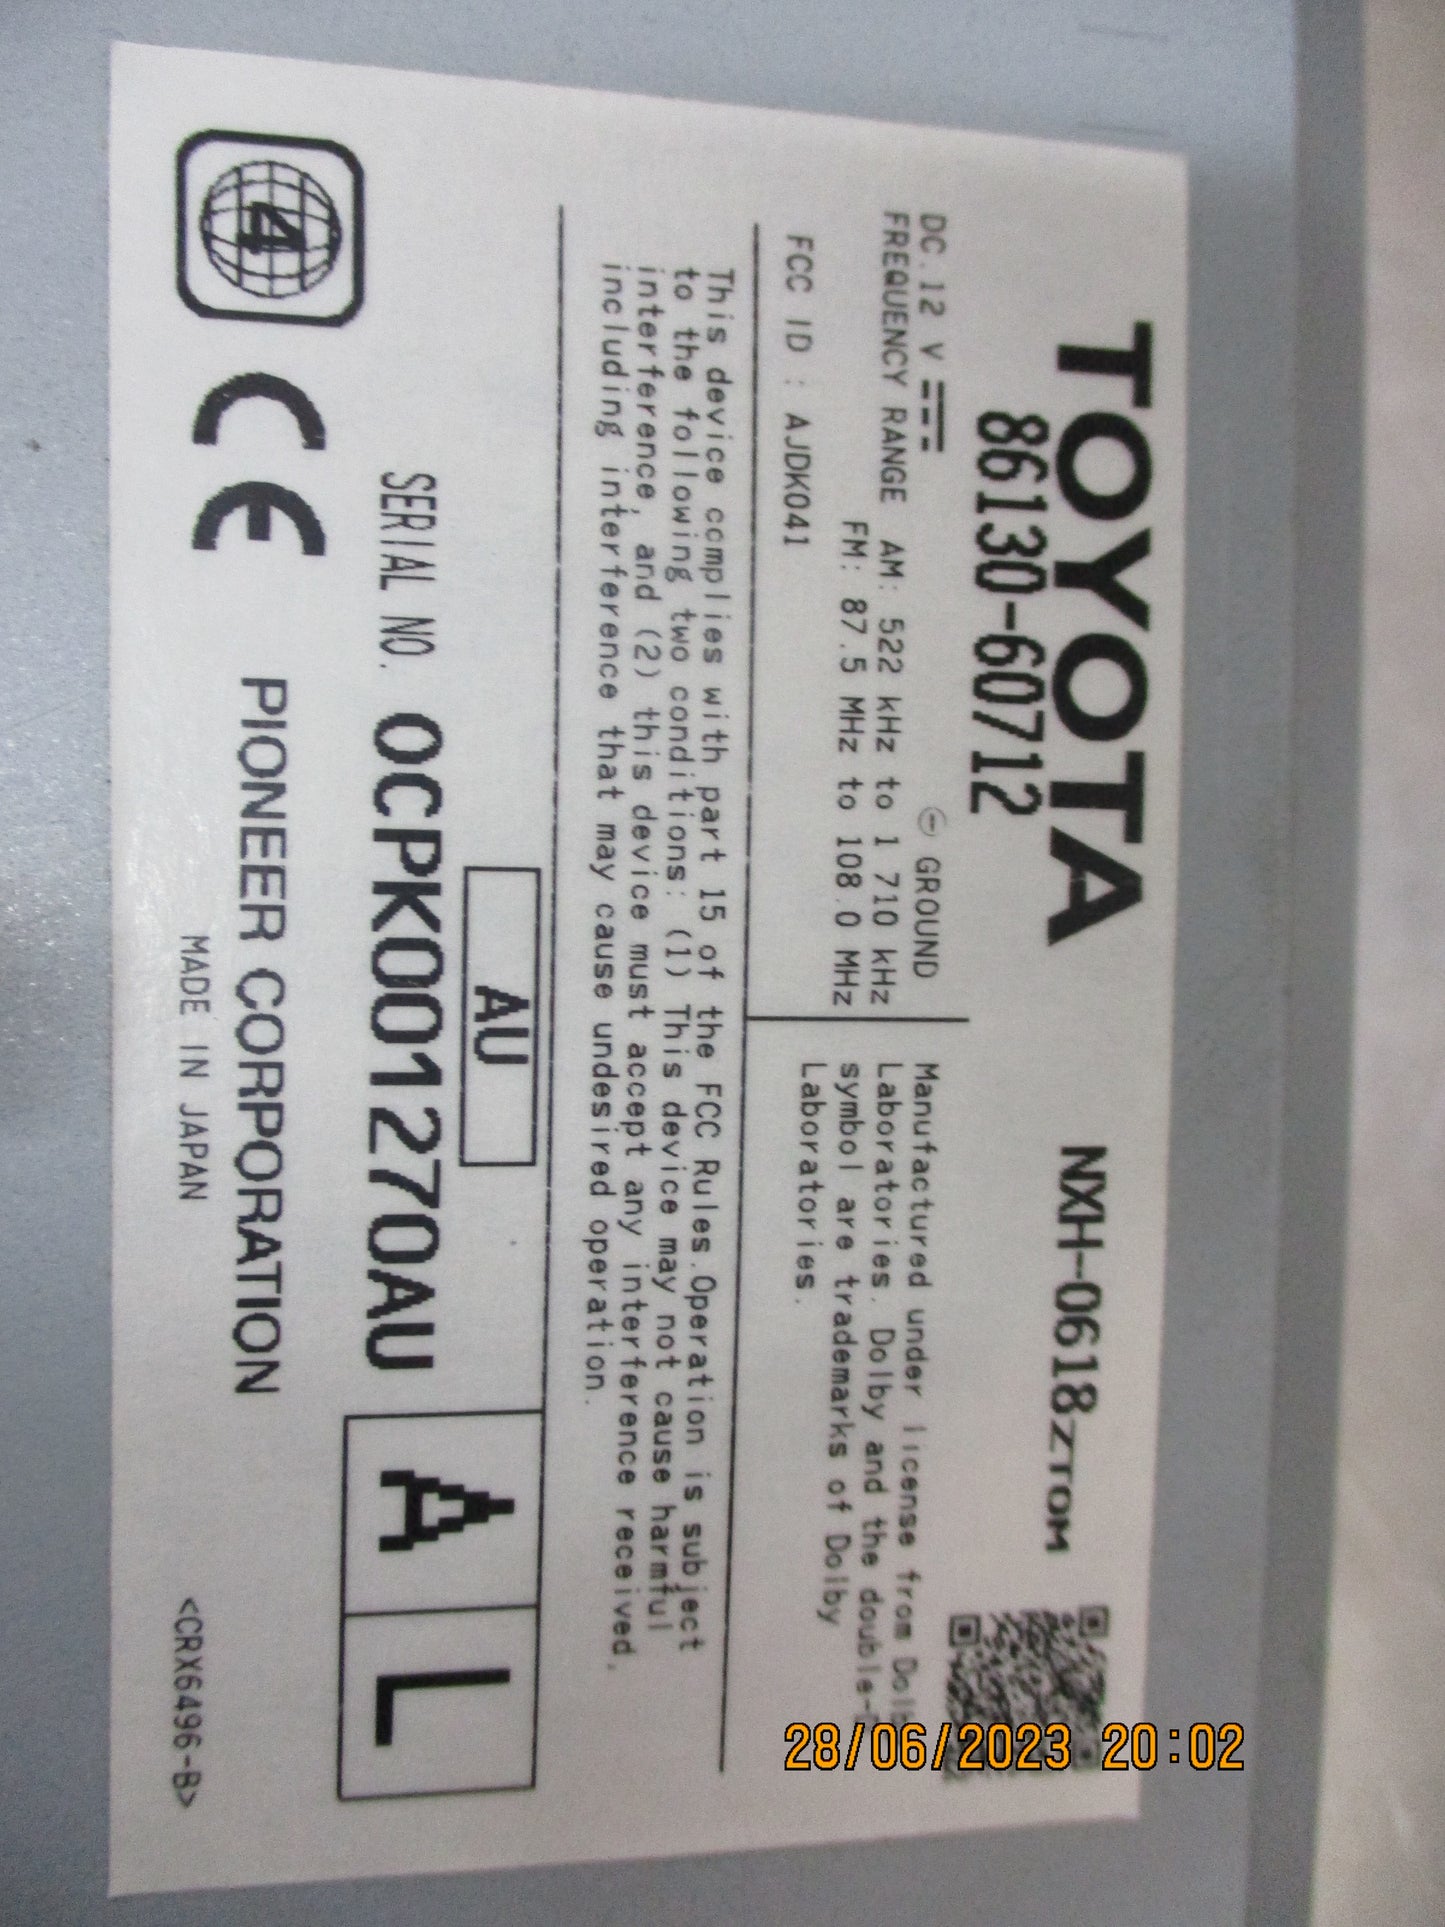 TOYOTA
86130-60712
NXH-0618ZTOM
DC.12 V
⊖ GROUND
FREQUENCY RANGE AM: 522 kHz to 1 710 kHz
FM: 87.5 MHz to 108.0 MHz
FCC ID : AJDK041
Manufactured under license from
Laboratories. Dolby and the double-
symbol are trademarks of Dolby
Laboratories.
This device complies with part 15 of the FCC Rules.Operation is subject
to the following two conditions: (1) This device may not cause harmful
interference, and (2) this device must accept any interference received,
including interference that may cause undesired operation.
AU
SERIAL NO. OCPK001270AU
A L
4
CE
PIONEER CORPORATION
MADE IN JAPAN
<CRX6496-B>
28/06/2023 20:02